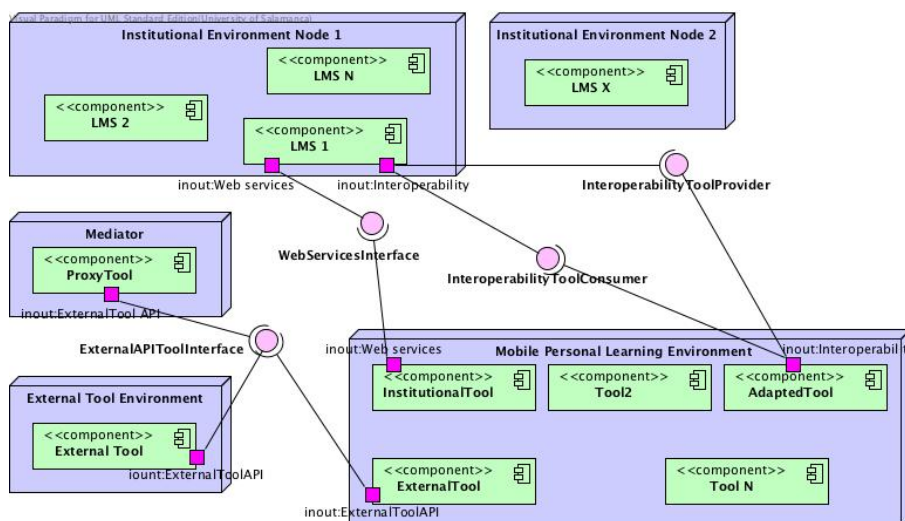 Visual Paradigm for UML Standard Edition(University of Salamanca)
Institutional Environment Node 1
<<component>>
LMS N
<<component>>
LMS 2
<<component>>
LMS 1
inout:Web services
inout:Interoperability
Institutional Environment Node 2
<<component>>
LMS X
InteroperabilityToolProvider
WebServicesInterface
InteroperabilityToolConsumer
Mediator
<<component>>
ProxyTool
inout:ExternalTool API
ExternalAPIToolInterface
External Tool Environment
<<component>>
External Tool
iount:ExternalToolAPI
inout:Web services
Mobile Personal Learning Environment
inout:Interoperabilit
<<component>>
InstitutionalTool
<<component>>
Tool2
<<component>>
AdaptedTool
<<component>>
ExternalTool
inout:ExternalToolAPI
<<component>>
Tool N